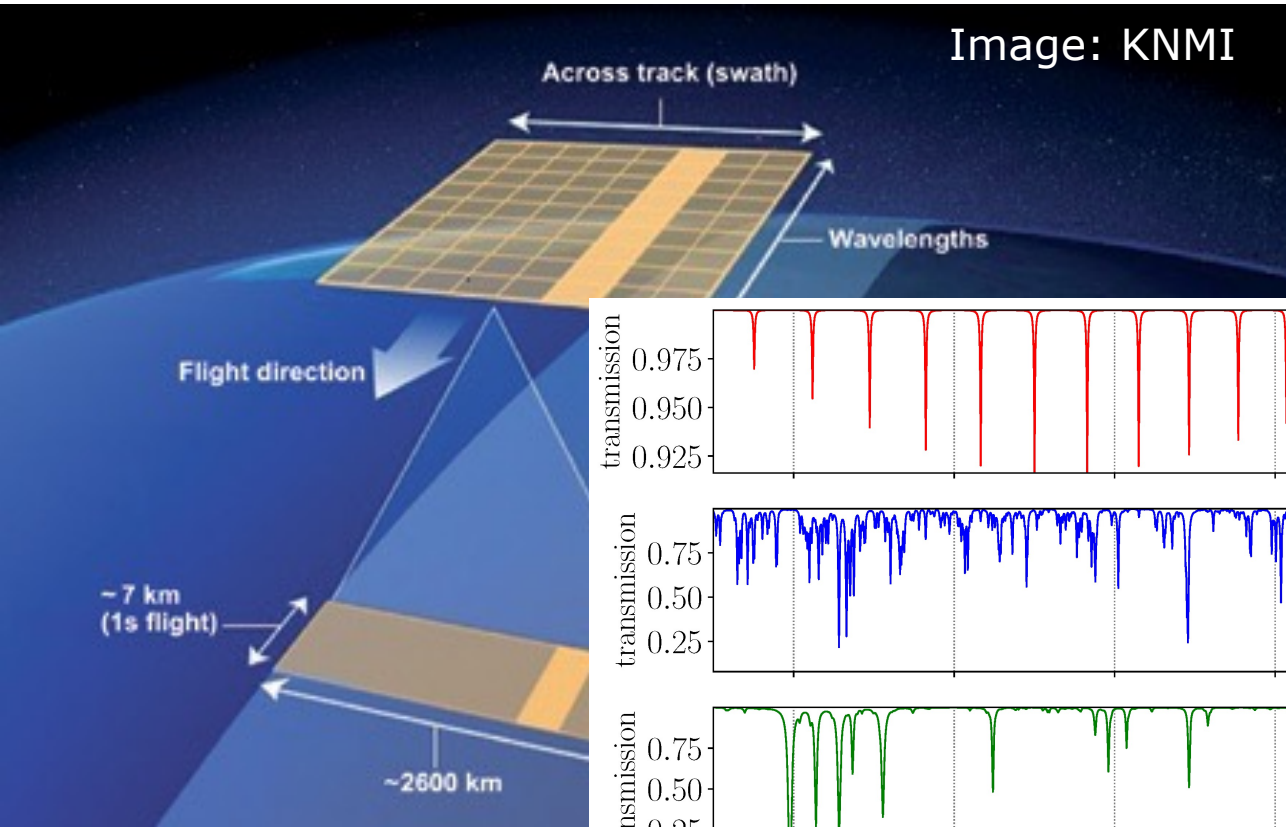 Image: KNMI
Across track (swath)
Wavelengths
Flight direction
~ 7 km
(1s flight)
~2600 km
transmission
0.975
0.950
0.925
transmission
0.75
0.50
0.25
0.75
0.50